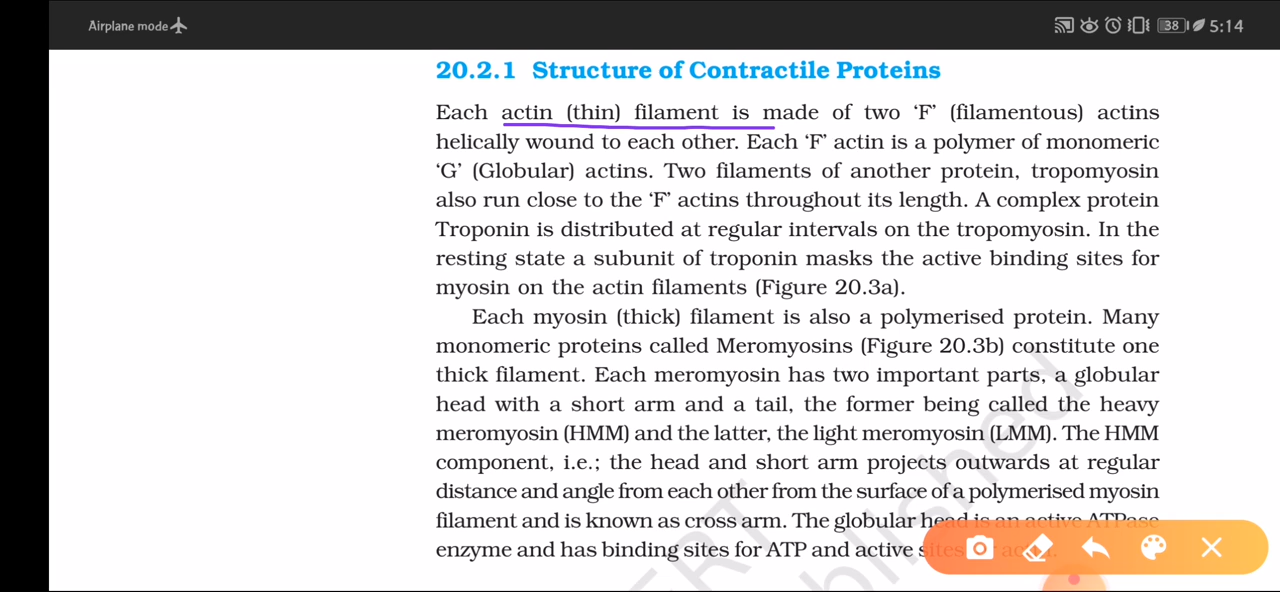 Airplane mode
38 5:14
20.2.1 Structure of Contractile Proteins
Each actin (thin) filament is made of two ‘F’ (filamentous) actins
helically wound to each other. Each ‘F’ actin is a polymer of monomeric
‘G’ (Globular) actins. Two filaments of another protein, tropomyosin
also run close to the ‘F’ actins throughout its length. A complex protein
Troponin is distributed at regular intervals on the tropomyosin. In the
resting state a subunit of troponin masks the active binding sites for
myosin on the actin filaments (Figure 20.3a).
Each myosin (thick) filament is also a polymerised protein. Many
monomeric proteins called Meromyosins (Figure 20.3b) constitute one
thick filament. Each meromyosin has two important parts, a globular
head with a short arm and a tail, the former being called the heavy
meromyosin (HMM) and the latter, the light meromyosin (LMM). The HMM
component, i.e.; the head and short arm projects outwards at regular
distance and angle from each other from the surface of a polymerised myosin
filament and is known as cross arm. The globular head is an active ATPase
enzyme and has binding sites for ATP and active sites